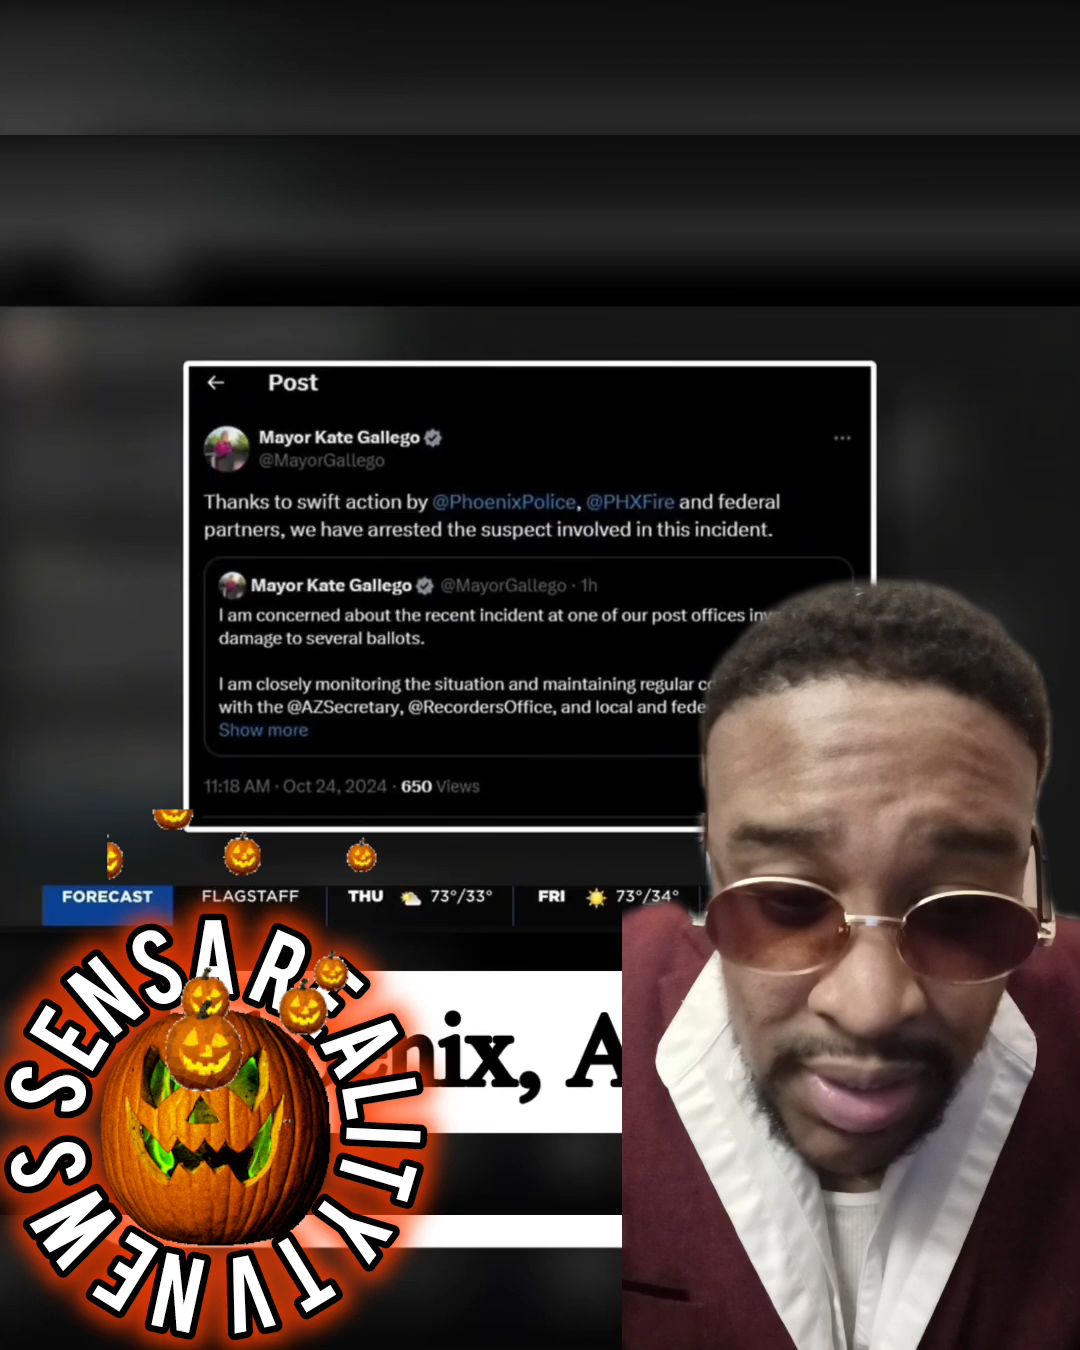 Post
Mayor Kate Gallego
@MayorGallego
Thanks to swift action by @PhoenixPolice, @PHXFire and federal
partners, we have arrested the suspect involved in this incident.
Mayor Kate Gallego @MayorGallego · 1h
I am concerned about the recent incident at one of our post offices
damage to several ballots.
I am closely monitoring the situation and maintaining regular
with the @AZSecretary, @RecordersOffice, and local and
Show more
11:18 AM · Oct 24, 2024 · 650 Views
FORECAST FLAGSTAFF THU 73°/33° FRI 73°/34°
SENSAREALITYTVNEWS